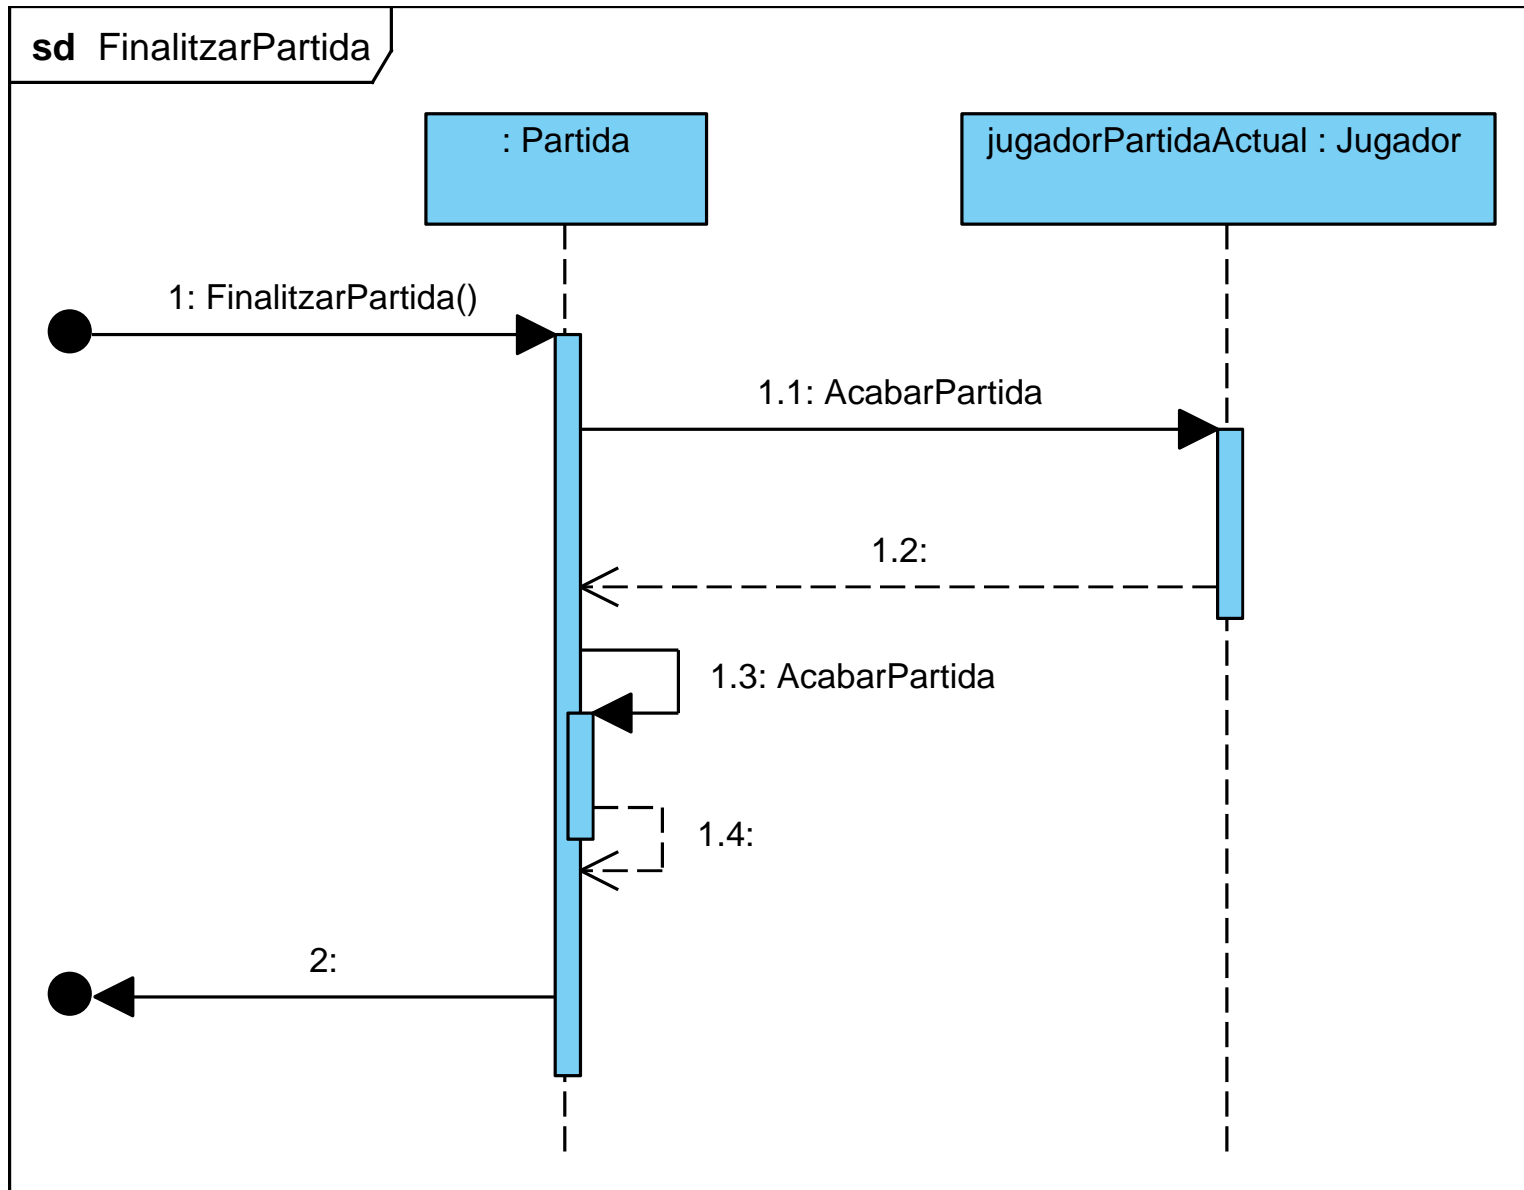 sd FinalitzarPartida
: Partida
jugadorPartidaActual : Jugador
1: FinalitzarPartida()
1.1: AcabarPartida
1.2:
1.3: AcabarPartida
1.4:
2: